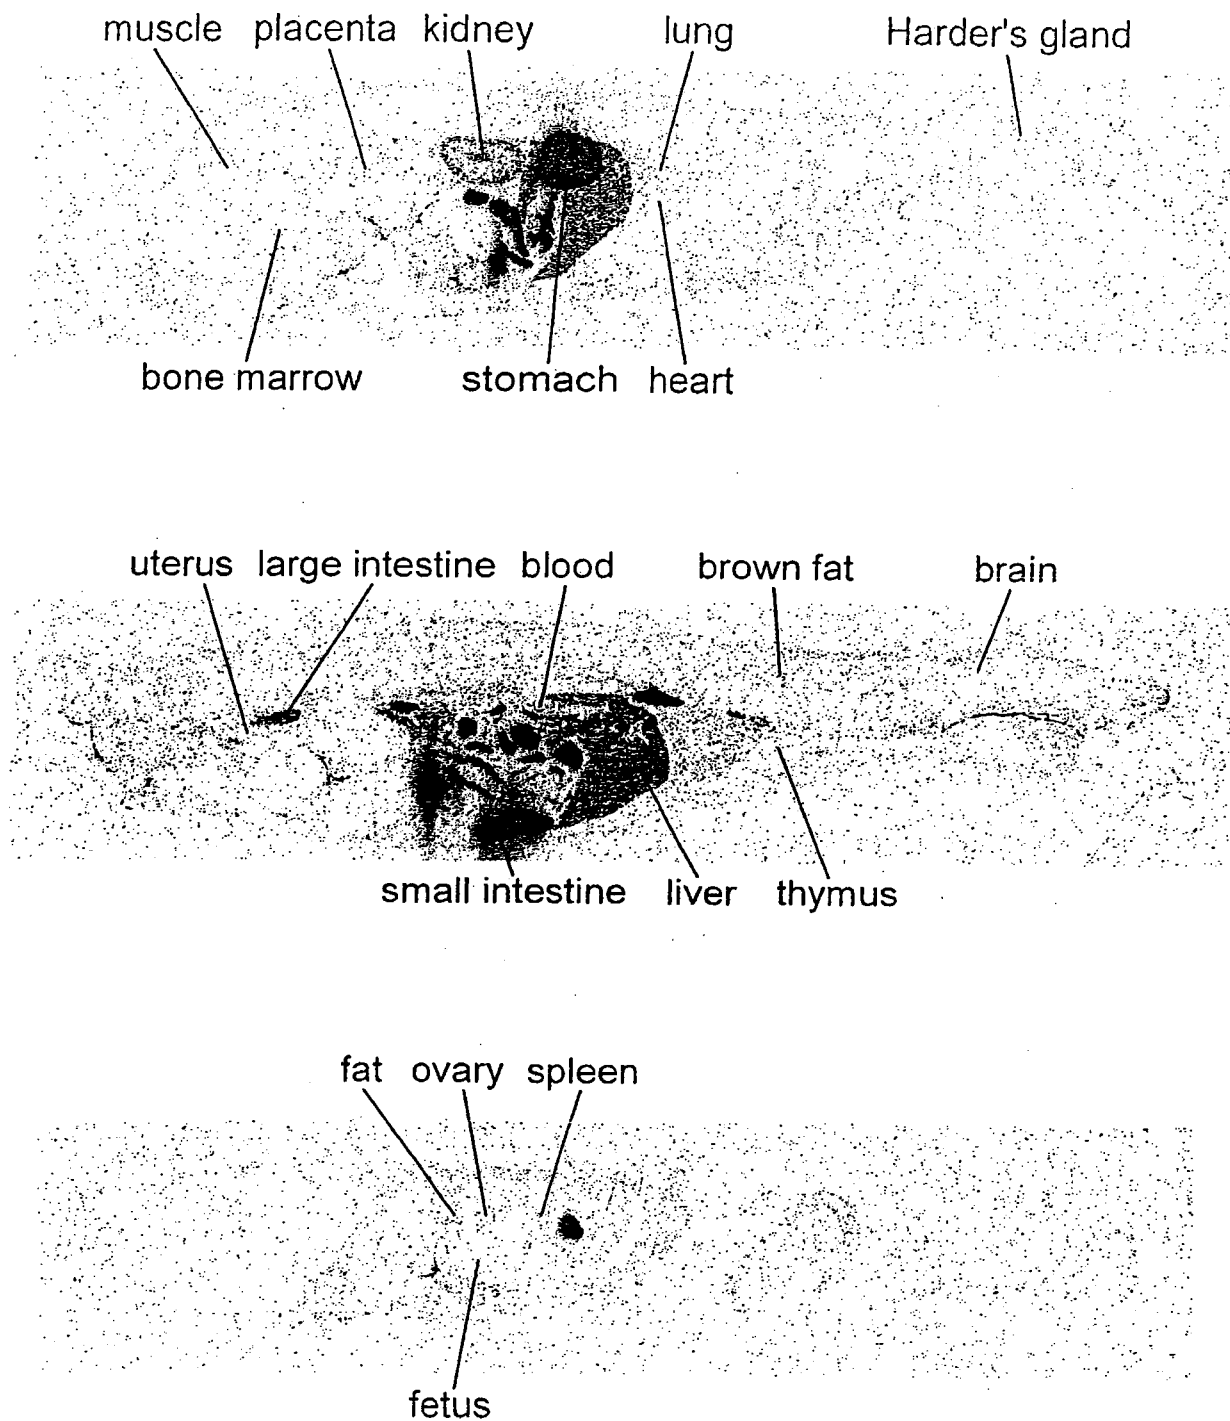 muscle placenta kidney lung Harder's gland
bone marrow stomach heart
uterus large intestine blood brown fat brain
small intestine liver thymus
fat ovary spleen
fetus